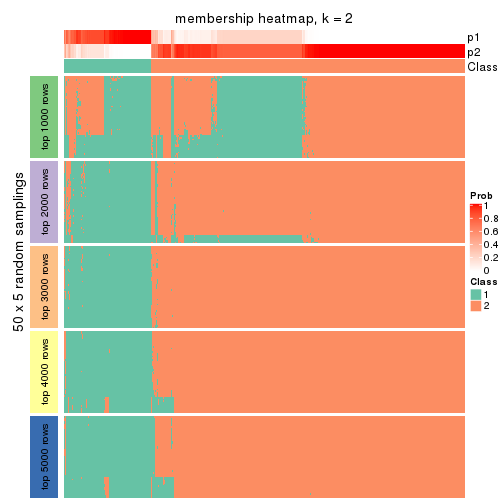 membership heatmap, k = 2
p1
p2
Class
50 x 5 random samplings
top 1000 rows
top 2000 rows
top 3000 rows
top 4000 rows
top 5000 rows
Prob
1
0.8
0.6
0.4
0.2
0
Class
1
2